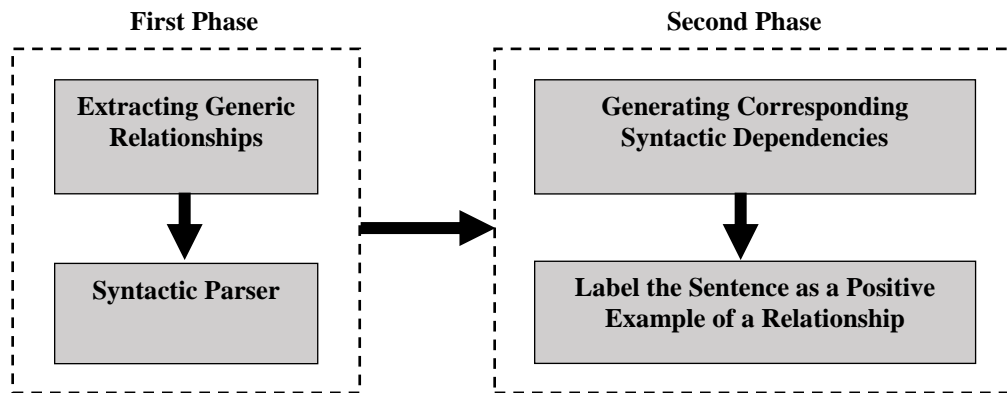 First Phase
Extracting Generic
Relationships
Syntactic Parser
Second Phase
Generating Corresponding
Syntactic Dependencies
Label the Sentence as a Positive
Example of a Relationship